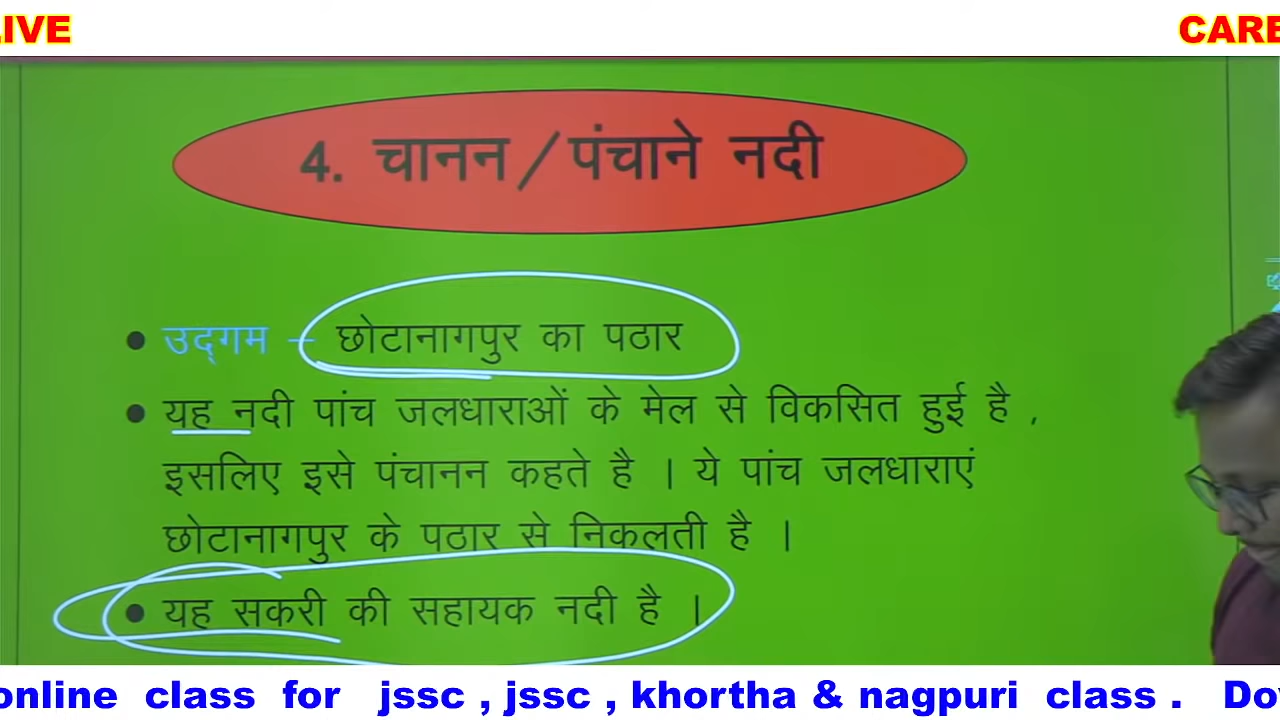 LIVE
CARE
4. चानन / पंचाने नदी
• उद्गम – छोटानागपुर का पठार
• यह नदी पांच जलधाराओं के मेल से विकसित हुई है ,
इसलिए इसे पंचानन कहते है । ये पांच जलधाराएं
छोटानागपुर के पठार से निकलती है ।
• यह सकरी की सहायक नदी है ।
online class for jssc , jssc , khortha & nagpuri class . Do